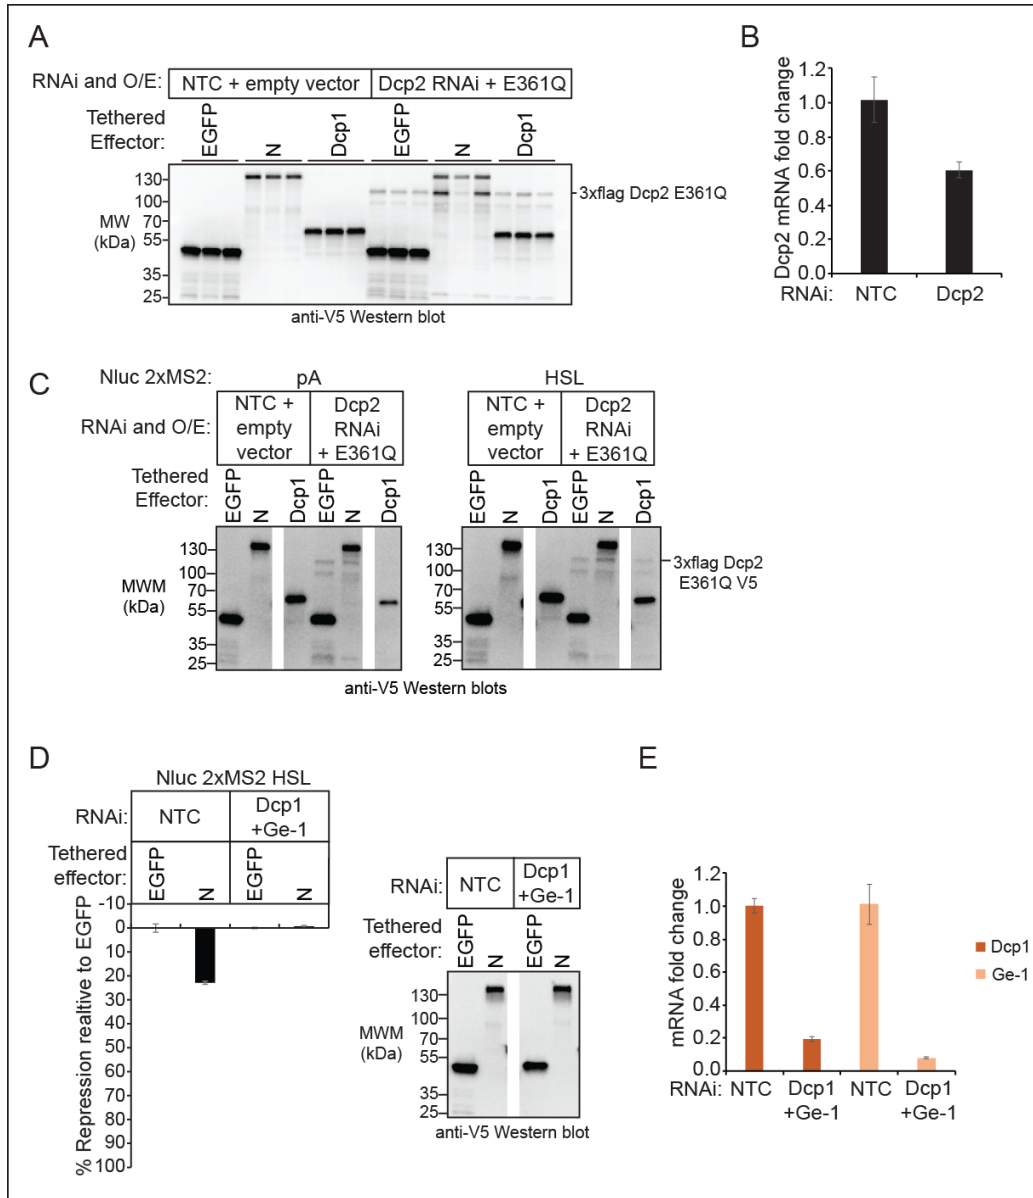 A
RNAi and O/E: NTC + empty vector Dcp2 RNAi + E361Q
Tethered
Effector:
EGFP N Dcp1 EGFP N Dcp1
130
100
70
55
35
25
MW
(kDa)
3xflag Dcp2 E361Q
anti-V5 Western blot
B
Dcp2 mRNA fold change
1.2
1.0
0.8
0.6
0.4
0.2
0.0
RNAi: NTC Dcp2
C
Nluc 2xMS2: pA HSL
RNAi and O/E:
NTC +
empty
vector
Dcp2
RNAi
+ E361Q
NTC +
empty
vector
Dcp2
RNAi
+ E361Q
Tethered
Effector:
EGFP N Dcp1 EGFP N Dcp1
EGFP N Dcp1 EGFP N Dcp1
MWM
(kDa)
130
100
70
55
35
25
130
100
70
55
35
25
3xflag Dcp2
E361Q V5
anti-V5 Western blots
D
Nluc 2xMS2 HSL
RNAi: NTC
Dcp1
+Ge-1
Tethered
effector:
EGFP N EGFP N
% Repression realtive to EGFP
-10
0
10
20
30
40
50
60
70
80
90
100
RNAi: NTC
Dcp1
+Ge-1
Tethered
effector:
EGFP N EGFP N
MWM
(kDa)
130
100
70
55
35
25
anti-V5 Western blot
E
mRNA fold change
1.2
1.0
0.8
0.6
0.4
0.2
0.0
Dcp1
Ge-1
RNAi: NTC Dcp1 NTC Dcp1
+Ge-1 +Ge-1